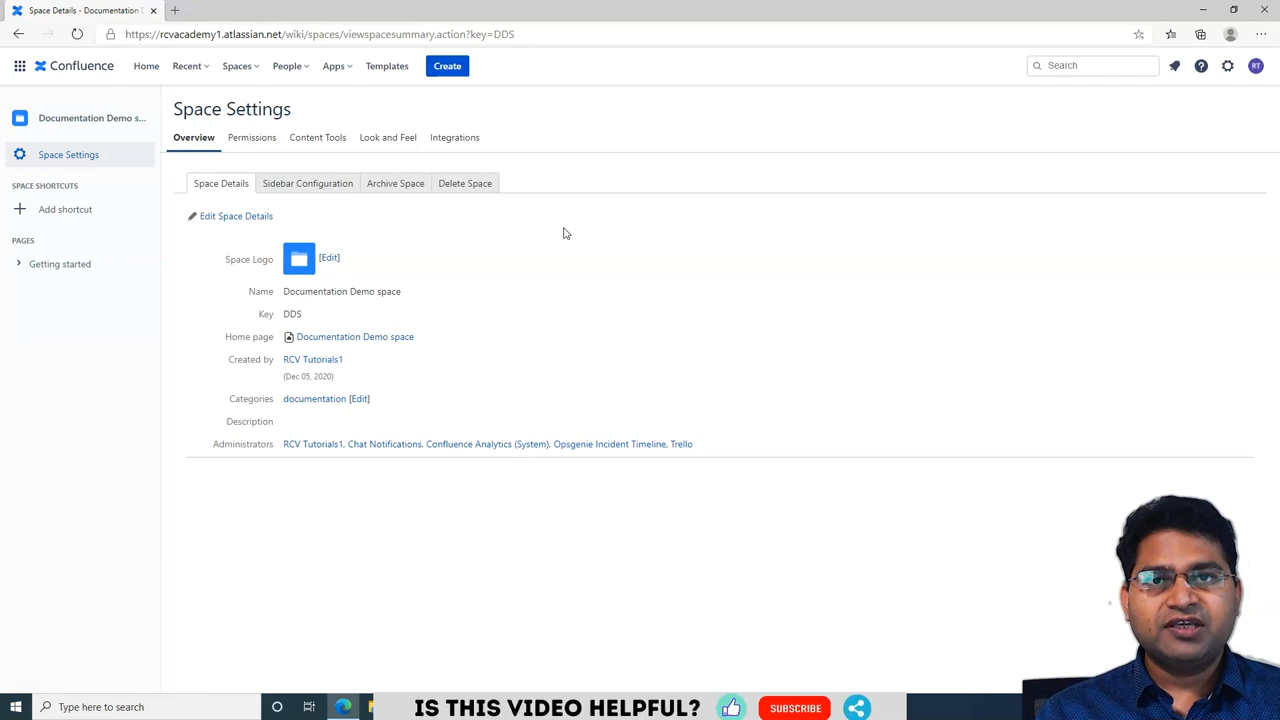 Space Details - Documentation D
https://rcvacademy1.atlassian.net/wiki/spaces/viewspacesummary.action?key=DDS
Confluence Home Recent Spaces People Apps Templates Create Search RT
Documentation Demo s...
Space Settings
SPACE SHORTCUTS
Add shortcut
PAGES
Getting started
Space Settings
Overview Permissions Content Tools Look and Feel Integrations
Space Details Sidebar Configuration Archive Space Delete Space
Edit Space Details
Space Logo [Edit]
Name Documentation Demo space
Key DDS
Home page Documentation Demo space
Created by RCV Tutorials1
(Dec 05, 2020)
Categories documentation [Edit]
Description
Administrators RCV Tutorials1, Chat Notifications, Confluence Analytics (System), Opsgenie Incident Timeline, Trello
Type here to search
IS THIS VIDEO HELPFUL? SUBSCRIBE